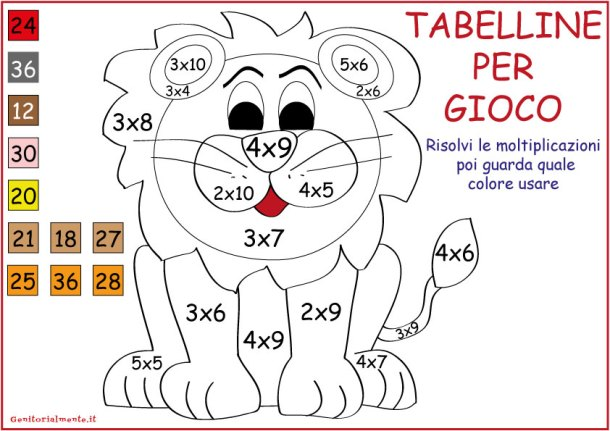 TABELLINE
PER
GIOCO
Risolvi le moltiplicazioni
poi guarda quale
colore usare
24
36
12
30
20
21 18 27
25 36 28
3x10 5x6
3x4 2x6
3x8
4x9
2x10 4x5
3x7
4x6
3x6 4x9 2x9
3x9
5x5 4x7
Genitorialmente.it